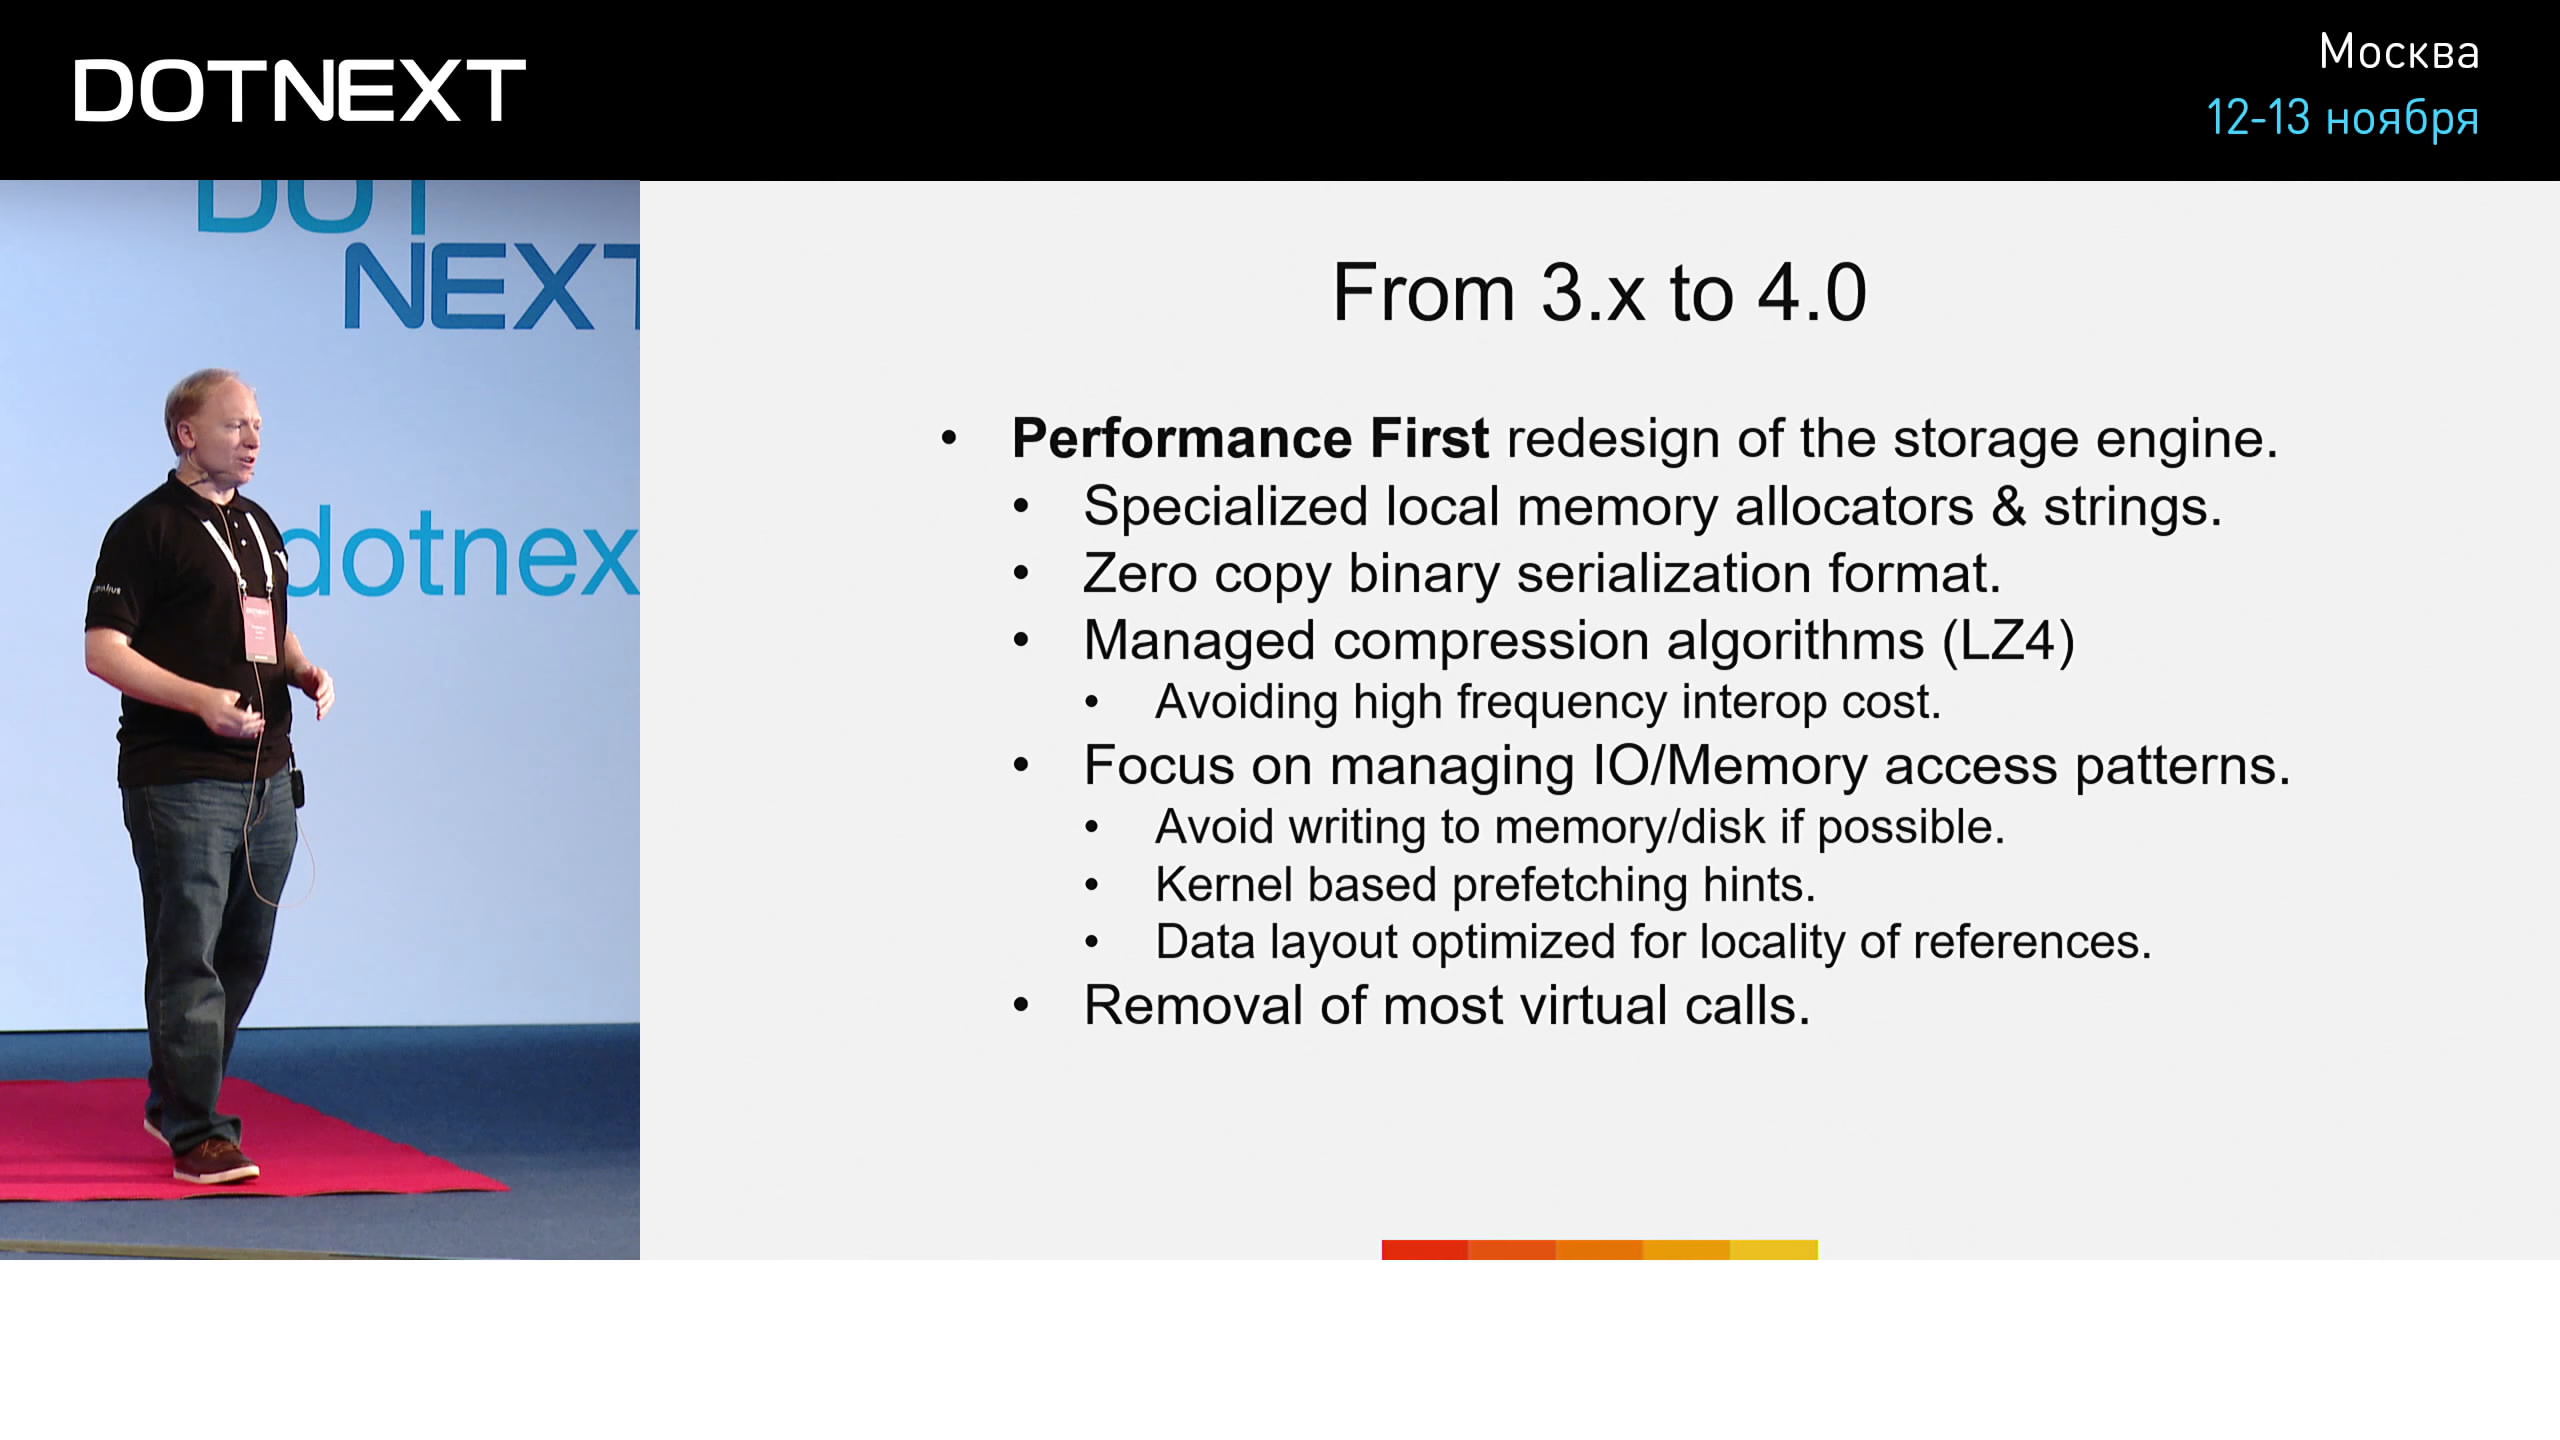 DOTNEXT
Москва
12-13 ноября
DOT
NEXT
dotnex
From 3.x to 4.0
• Performance First redesign of the storage engine.
• Specialized local memory allocators & strings.
• Zero copy binary serialization format.
• Managed compression algorithms (LZ4)
• Avoiding high frequency interop cost.
• Focus on managing IO/Memory access patterns.
• Avoid writing to memory/disk if possible.
• Kernel based prefetching hints.
• Data layout optimized for locality of references.
• Removal of most virtual calls.